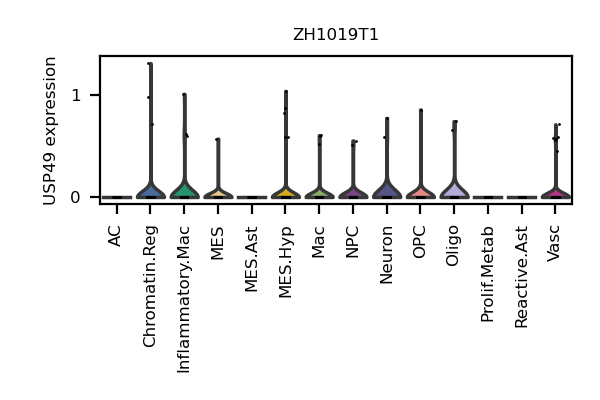 ZH1019T1
USP49 expression
1
0
AC
Chromatin.Reg
Inflammatory.Mac
MES
MES.Ast
MES.Hyp
Mac
NPC
Neuron
OPC
Oligo
Prolif.Metab
Reactive.Ast
Vasc